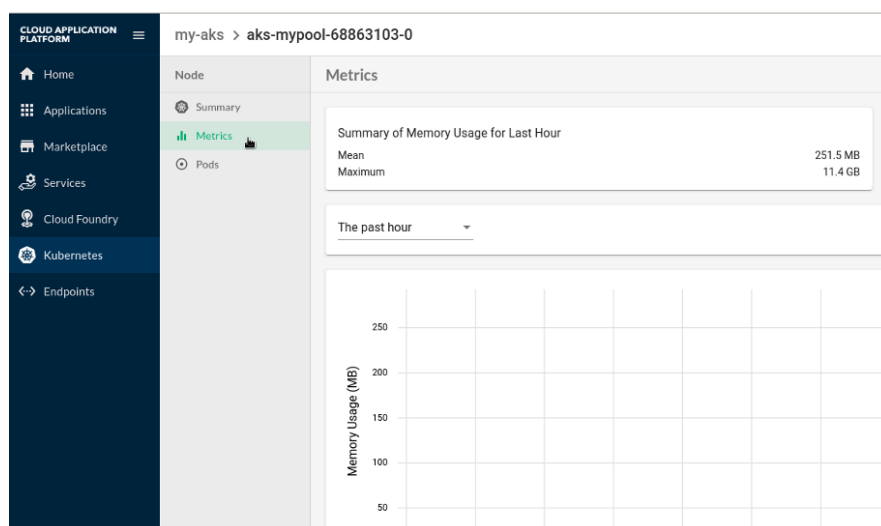 CLOUD APPLICATION
PLATFORM
my-aks > aks-mypool-68863103-0
Home
Applications
Marketplace
Services
Cloud Foundry
Kubernetes
Endpoints
Node
Summary
Metrics
Pods
Metrics
Summary of Memory Usage for Last Hour
Mean 251.5 MB
Maximum 11.4 GB
The past hour
Memory Usage (MB)
250
200
150
100
50